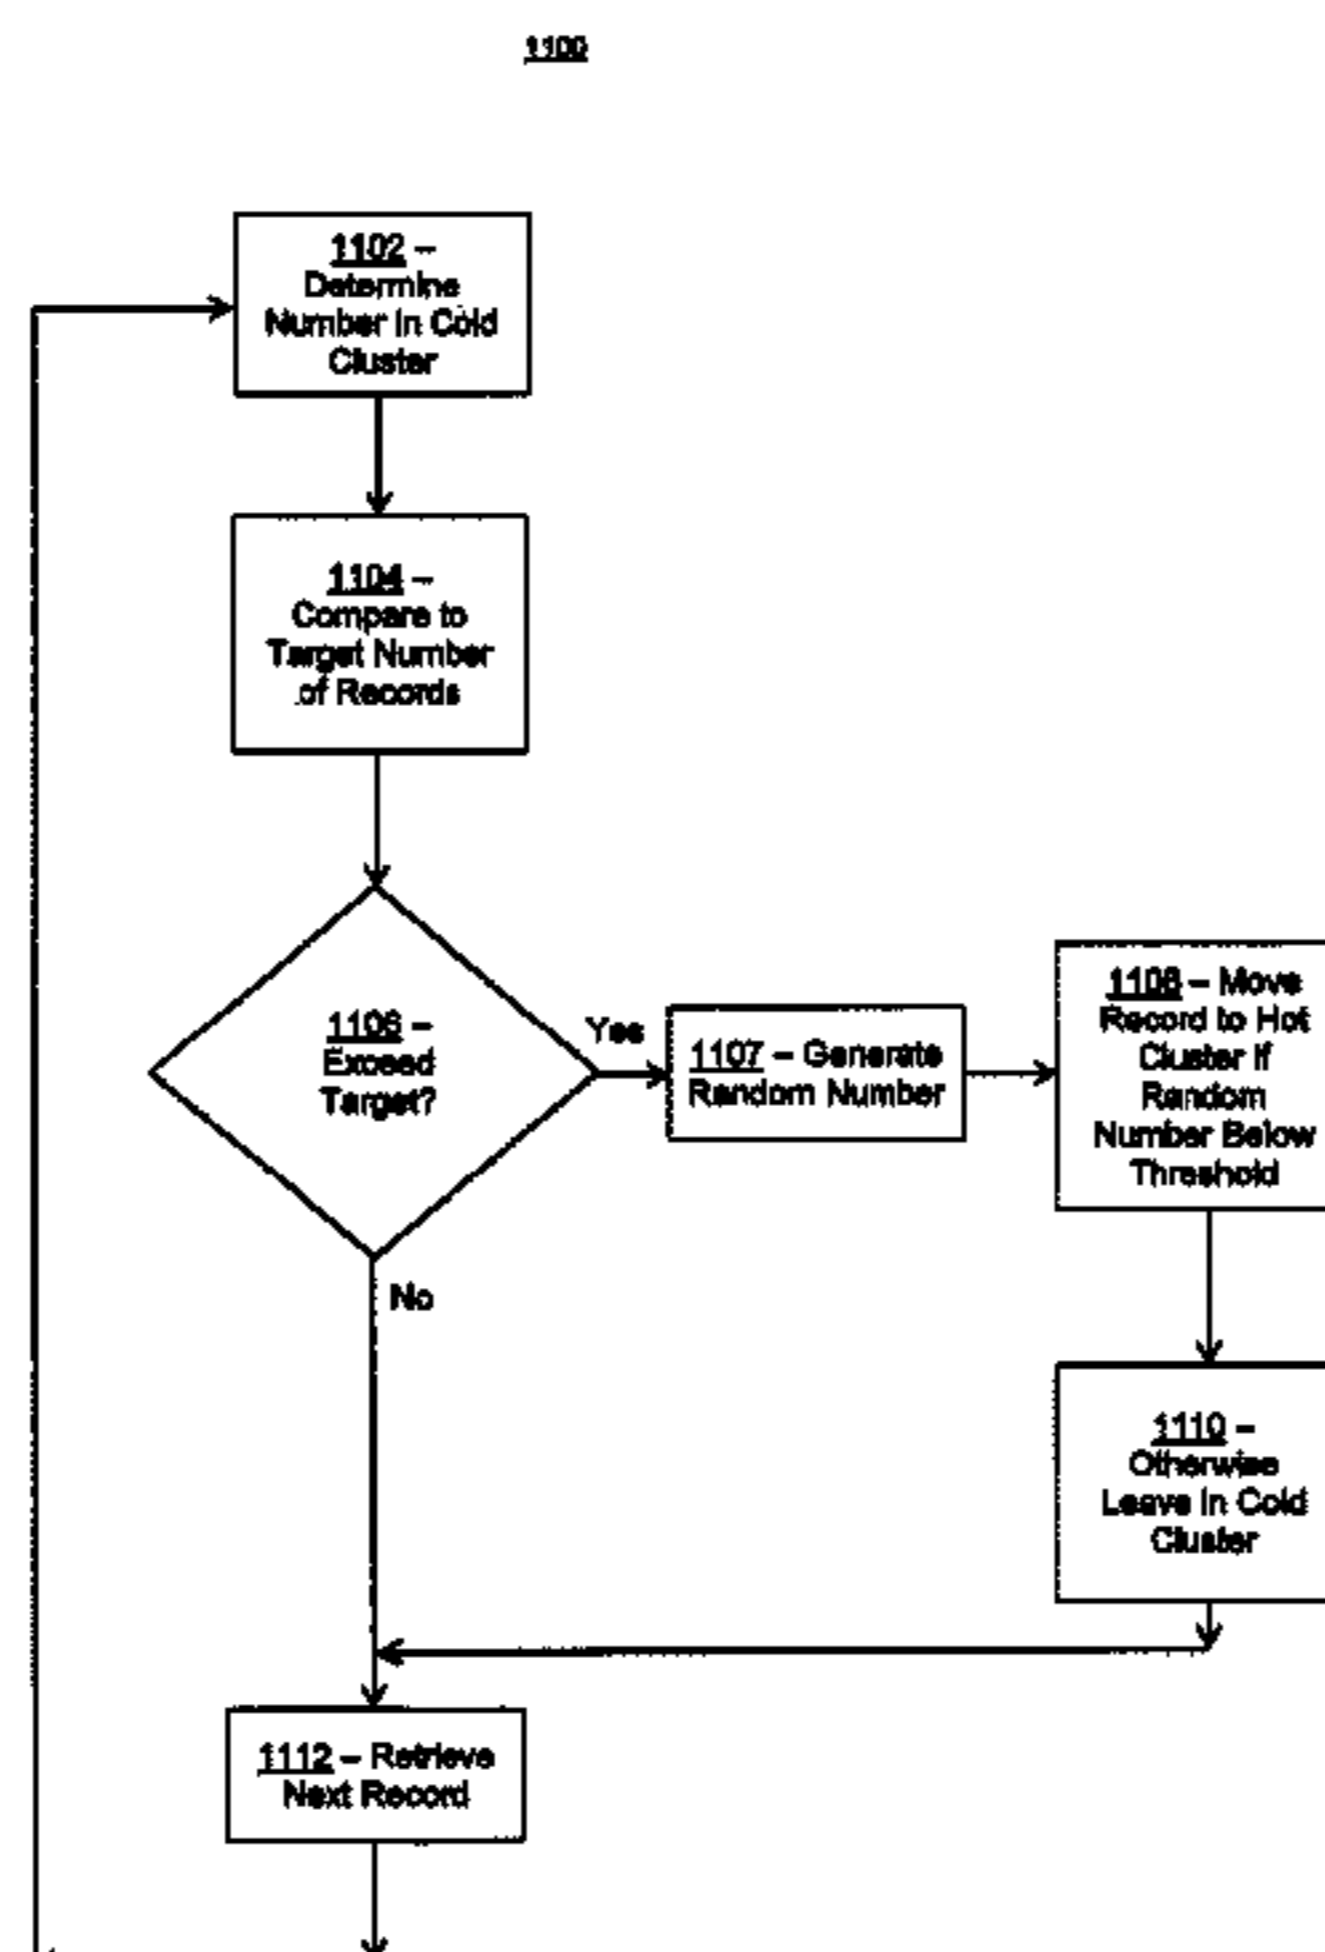 1100
1102 –
Determine
Number in Cold
Cluster
1104 –
Compare to
Target Number
of Records
1106 –
Exceed
Target?
Yes
1107 – Generate
Random Number
1108 – Move
Record to Hot
Cluster if
Random
Number Below
Threshold
No
1110 –
Otherwise
Leave in Cold
Cluster
1112 – Retrieve
Next Record